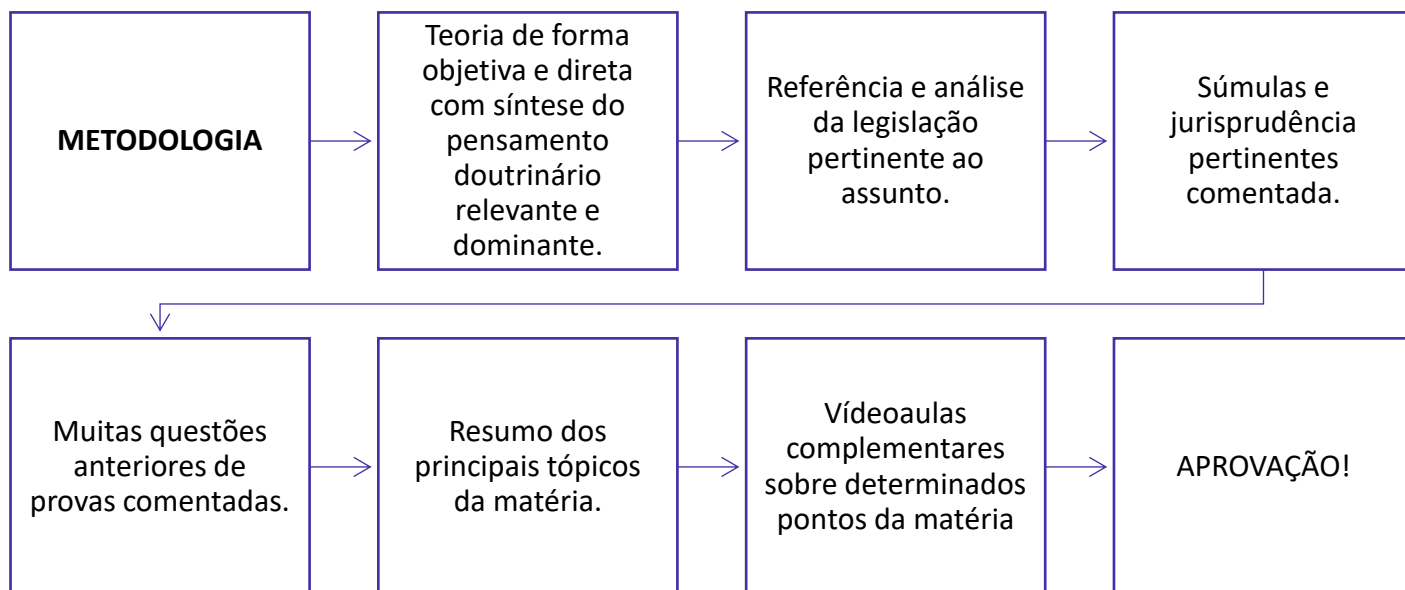 METODOLOGIA
Teoria de forma
objetiva e direta
com síntese do
pensamento
doutrinário
relevante e
dominante.
Referência e análise
da legislação
pertinente ao
assunto.
Súmulas e
jurisprudência
pertinentes
comentada.
Muitas questões
anteriores de
provas comentadas.
Resumo dos
principais tópicos
da matéria.
Vídeoaulas
complementares
sobre determinados
pontos da matéria
APROVAÇÃO!